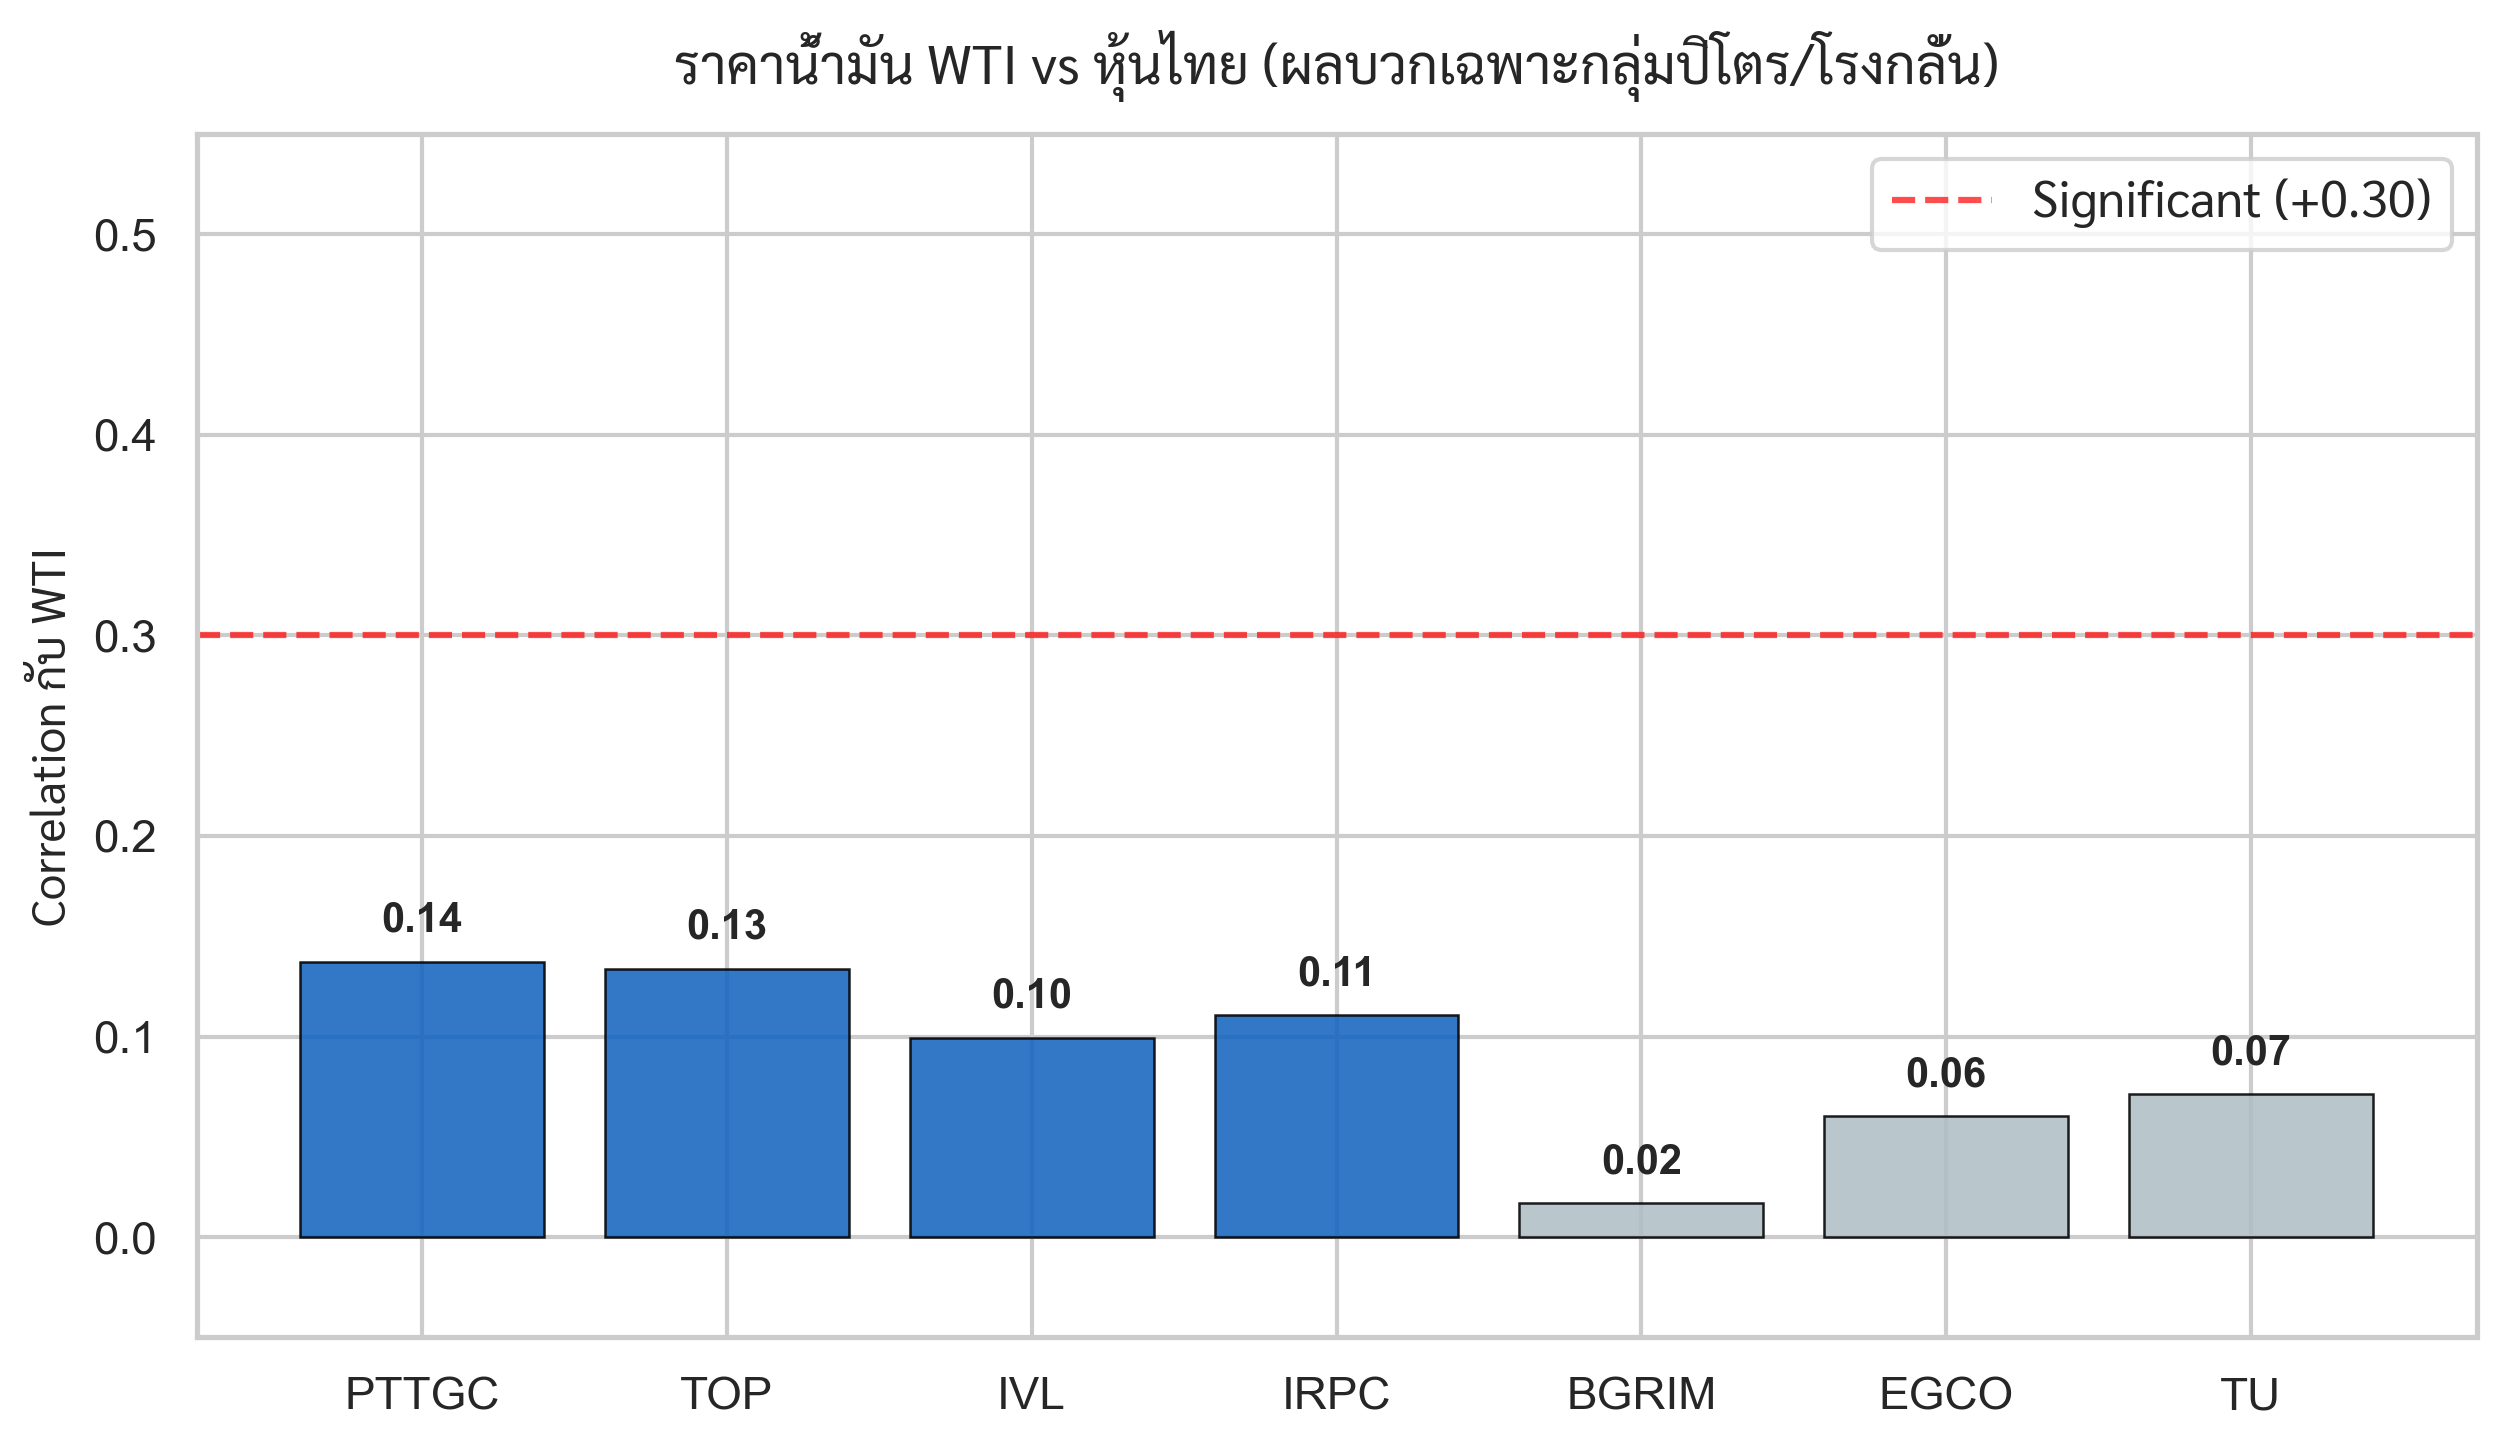 ราคาน้ำมัน WTI vs หุ้นไทย (ผลบวกเฉพาะกลุ่มปิโตร/โรงกลั่น)
Significant (+0.30)
Correlation กับ WTI
0.5
0.4
0.3
0.2
0.1
0.0
0.14
0.13
0.10
0.11
0.02
0.06
0.07
PTTGC
TOP
IVL
IRPC
BGRIM
EGCO
TU